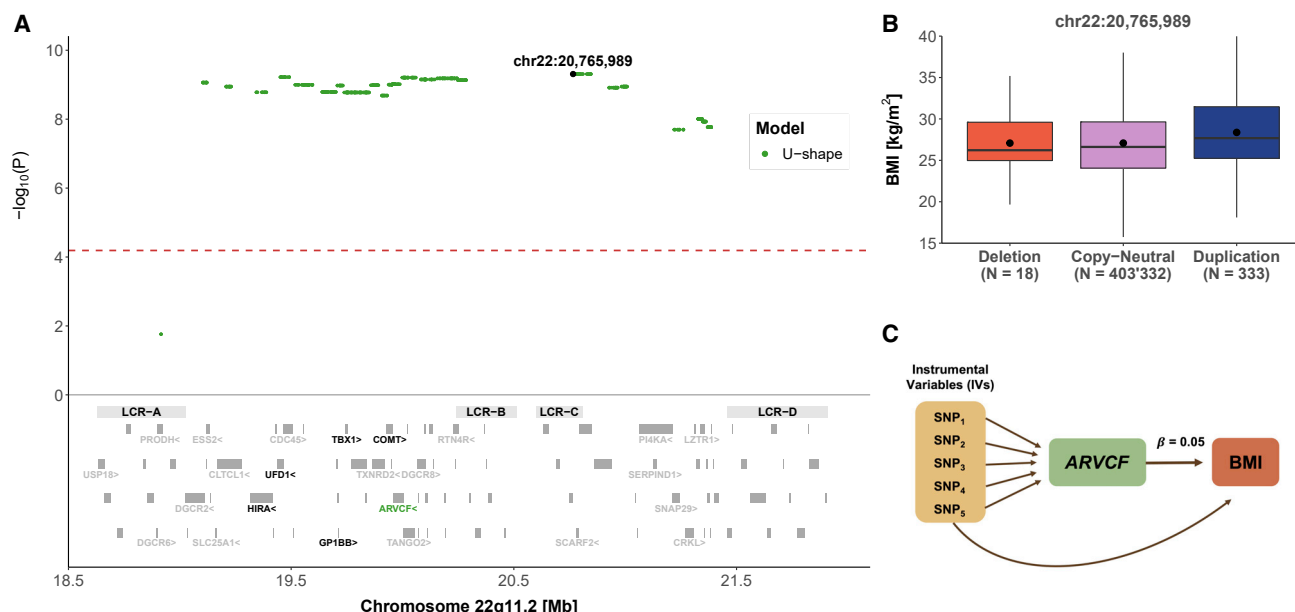 A
−log10(P)
10
8
6
4
2
0
chr22:20,765,989
Model
U−shape
LCR−A
LCR−B
LCR−C
LCR−D
PRODH<
ESS2<
CDC45>
TBX1>
COMT>
RTN4R<
PI4KA<
LZTR1>
USP18>
CLTCL1<
UFD1<
TXNRD2<
DGCR8>
SERPIND1>
DGCR2<
HIRA<
ARVCF<
SNAP29>
DGCR6>
SLC25A1<
GP1BB>
TANGO2>
SCARF2<
CRKL>
18.5
19.5
20.5
21.5
Chromosome 22q11.2 [Mb]
B
chr22:20,765,989
BMI [kg/m2]
40
35
30
25
20
15
Deletion
(N = 18)
Copy−Neutral
(N = 403'332)
Duplication
(N = 333)
C
Instrumental
Variables (IVs)
SNP1
SNP2
SNP3
SNP4
SNP5
ARVCF
β = 0.05
BMI